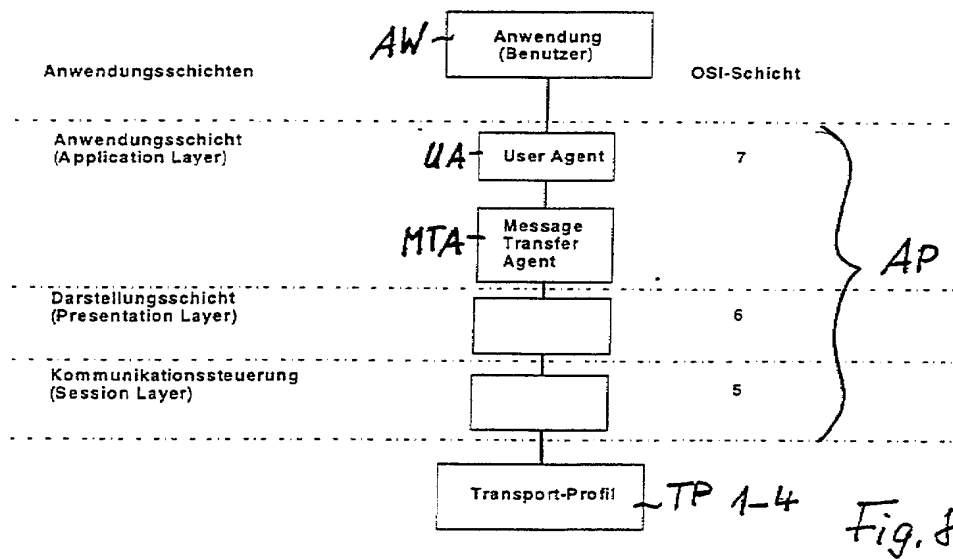 AW
Anwendung
(Benutzer)
Anwendungsschichten
OSI-Schicht
Anwendungsschicht
(Application Layer)
UA
User Agent
7
MTA
Message
Transfer
Agent
AP
Darstellungsschicht
(Presentation Layer)
6
Kommunikationssteuerung
(Session Layer)
5
Transport-Profil
TP 1-4
Fig. 8